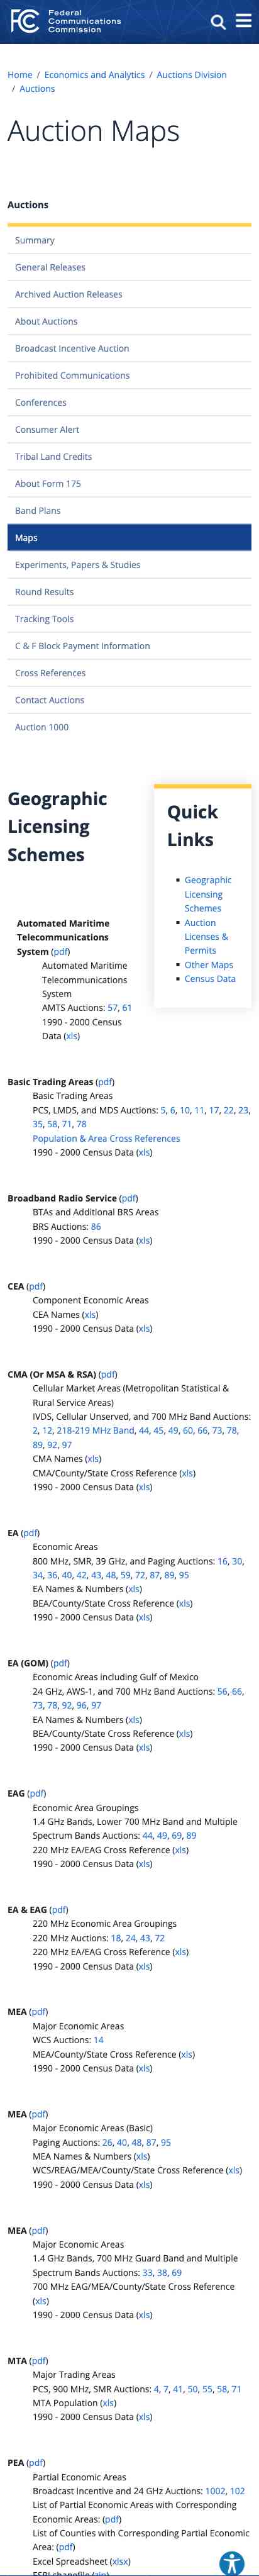 Federal
Communications
Commission
Home / Economics and Analytics / Auctions Division
/ Auctions
Auction Maps
Auctions
Summary
General Releases
Archived Auction Releases
About Auctions
Broadcast Incentive Auction
Prohibited Communications
Conferences
Consumer Alert
Tribal Land Credits
About Form 175
Band Plans
Maps
Experiments, Papers & Studies
Round Results
Tracking Tools
C & F Block Payment Information
Cross References
Contact Auctions
Auction 1000
Geographic
Licensing
Schemes
Quick
Links
Geographic
Licensing
Schemes
Auction
Licenses &
Permits
Other Maps
Census Data
Automated Maritime
Telecommunications
System (pdf)
Automated Maritime
Telecommunications
System
AMTS Auctions: 57, 61
1990 - 2000 Census
Data (xls)
Basic Trading Areas (pdf)
Basic Trading Areas
PCS, LMDS, and MDS Auctions: 5, 6, 10, 11, 17, 22, 23,
35, 58, 71, 78
Population & Area Cross References
1990 - 2000 Census Data (xls)
Broadband Radio Service (pdf)
BTAs and Additional BRS Areas
BRS Auctions: 86
1990 - 2000 Census Data (xls)
CEA (pdf)
Component Economic Areas
CEA Names (xls)
1990 - 2000 Census Data (xls)
CMA (Or MSA & RSA) (pdf)
Cellular Market Areas (Metropolitan Statistical &
Rural Service Areas)
IVDS, Cellular Unserved, and 700 MHz Band Auctions:
2, 12, 218-219 MHz Band, 44, 45, 49, 60, 66, 73, 78,
89, 92, 97
CMA Names (xls)
CMA/County/State Cross Reference (xls)
1990 - 2000 Census Data (xls)
EA (pdf)
Economic Areas
800 MHz, SMR, 39 GHz, and Paging Auctions: 16, 30,
34, 36, 40, 42, 43, 48, 59, 72, 87, 89, 95
EA Names & Numbers (xls)
BEA/County/State Cross Reference (xls)
1990 - 2000 Census Data (xls)
EA (GOM) (pdf)
Economic Areas including Gulf of Mexico
24 GHz, AWS-1, and 700 MHz Band Auctions: 56, 66,
73, 78, 92, 96, 97
EA Names & Numbers (xls)
BEA/County/State Cross Reference (xls)
1990 - 2000 Census Data (xls)
EAG (pdf)
Economic Area Groupings
1.4 GHz Bands, Lower 700 MHz Band and Multiple
Spectrum Bands Auctions: 44, 49, 69, 89
220 MHz EA/EAG Cross Reference (xls)
1990 - 2000 Census Data (xls)
EA & EAG (pdf)
220 MHz Economic Area Groupings
220 MHz Auctions: 18, 24, 43, 72
220 MHz EA/EAG Cross Reference (xls)
1990 - 2000 Census Data (xls)
MEA (pdf)
Major Economic Areas
WCS Auctions: 14
MEA/County/State Cross Reference (xls)
1990 - 2000 Census Data (xls)
MEA (pdf)
Major Economic Areas (Basic)
Paging Auctions: 26, 40, 48, 87, 95
MEA Names & Numbers (xls)
WCS/REAG/MEA/County/State Cross Reference (xls)
1990 - 2000 Census Data (xls)
MEA (pdf)
Major Economic Areas
1.4 GHz Bands, 700 MHz Guard Band and Multiple
Spectrum Bands Auctions: 33, 38, 69
700 MHz EAG/MEA/County/State Cross Reference
(xls)
1990 - 2000 Census Data (xls)
MTA (pdf)
Major Trading Areas
PCS, 900 MHz, SMR Auctions: 4, 7, 41, 50, 55, 58, 71
MTA Population (xls)
1990 - 2000 Census Data (xls)
PEA (pdf)
Partial Economic Areas
Broadcast Incentive and 24 GHz Auctions: 1002, 102
List of Partial Economic Areas with Corresponding
Economic Areas: (pdf)
List of Counties with Corresponding Partial Economic
Area: (pdf)
Excel Spreadsheet (xlsx)
ESRI shapefile (zip)